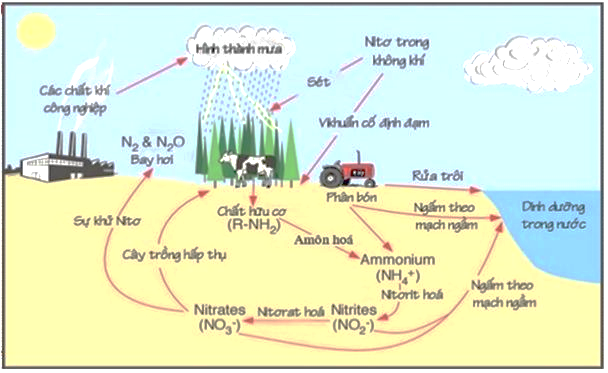 Hình thành mưa
Nitơ trong
không khí
Sét
Các chất khí
công nghiệp
Vikhuẩn cố định đạm
N₂ & N₂O
Bay hơi
Rửa trôi
Phân bón
Chất hữu cơ
(R-NH₂)
Ngấm theo
mạch ngầm
Dinh dưỡng
trong nước
Sự khử Nitơ
Cây trồng hấp thụ
Amôn hoá
Ammonium
(NH₄⁺)
Nitorit hoá
Ngấm theo
mạch ngầm
Nitrates
(NO₃⁻)
Nitorat hoá
Nitrites
(NO₂⁻)